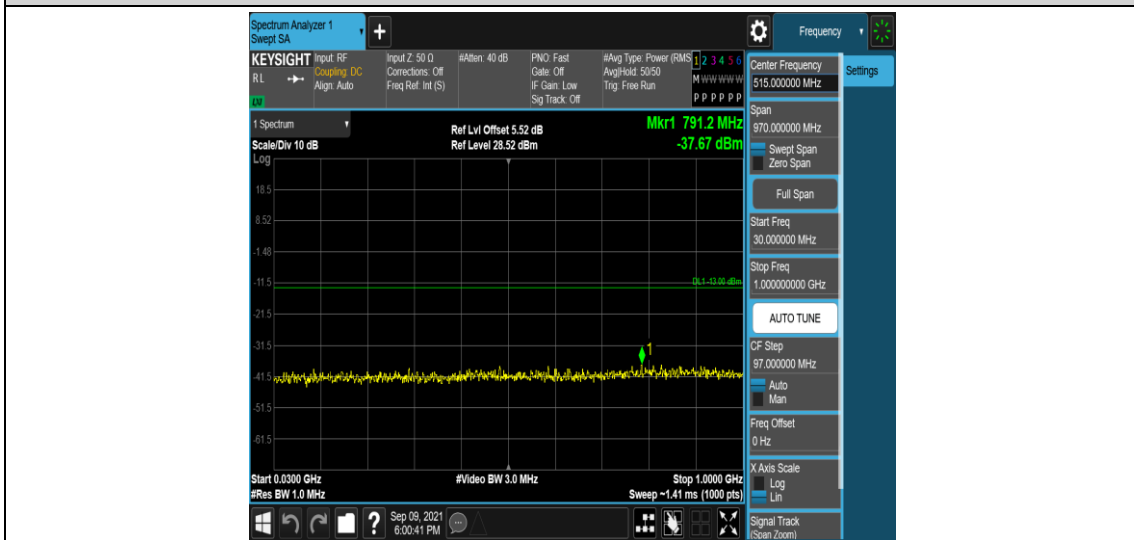 Spectrum Analyzer 1
Swept SA
+
Frequency
KEYSIGHT
RL
LXI
Input: RF
Coupling: DC
Align: Auto
Input Z: 50 Ω
Corrections: Off
Freq Ref: Int (S)
#Atten: 40 dB
PNO: Fast
Gate: Off
IF Gain: Low
Sig Track: Off
#Avg Type: Power (RMS
Avg|Hold: 50/50
Trig: Free Run
1 2 3 4 5 6
M W W W W W
P P P P P P
1 Spectrum
Scale/Div 10 dB
Ref Lvl Offset 5.52 dB
Ref Level 28.52 dBm
Mkr1 791.2 MHz
-37.67 dBm
Log
18.5
8.52
-1.48
-11.5
DL1 -13.00 dBm
-21.5
-31.5
1
-41.5
-51.5
-61.5
Start 0.0300 GHz
#Res BW 1.0 MHz
#Video BW 3.0 MHz
Stop 1.0000 GHz
Sweep ~1.41 ms (1000 pts)
?
Sep 09, 2021
6:00:41 PM
Center Frequency
515.000000 MHz
Settings
Span
970.000000 MHz
Swept Span
Zero Span
Full Span
Start Freq
30.000000 MHz
Stop Freq
1.000000000 GHz
AUTO TUNE
CF Step
97.000000 MHz
Auto
Man
Freq Offset
0 Hz
X Axis Scale
Log
Lin
Signal Track
(Span Zoom)